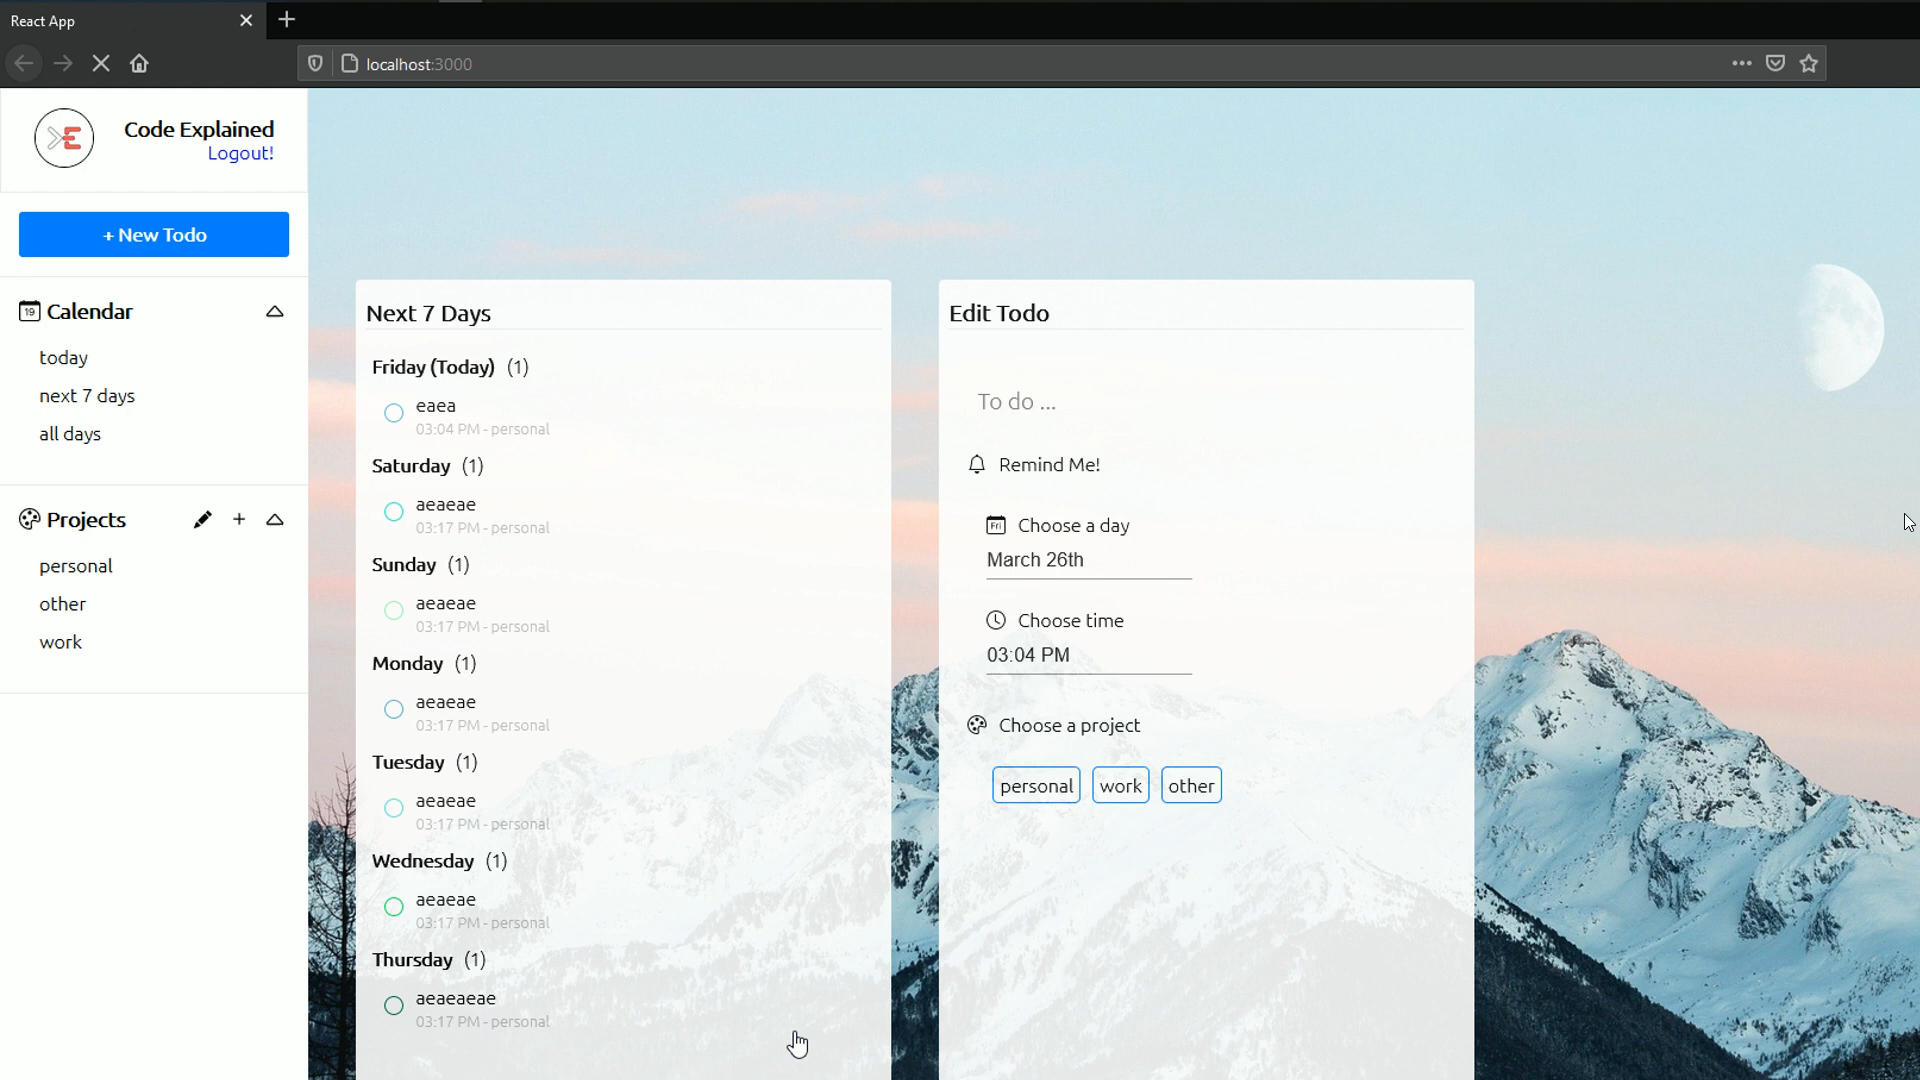 React App
localhost:3000
Code Explained
Logout!
+ New Todo
19 Calendar
today
next 7 days
all days
Projects
personal
other
work
Next 7 Days
Friday (Today) (1)
eaea
03:04 PM - personal
Saturday (1)
aeaeae
03:17 PM - personal
Sunday (1)
aeaeae
03:17 PM - personal
Monday (1)
aeaeae
03:17 PM - personal
Tuesday (1)
aeaeae
03:17 PM - personal
Wednesday (1)
aeaeae
03:17 PM - personal
Thursday (1)
aeaeaeae
03:17 PM - personal
Edit Todo
To do ...
Remind Me!
Fri Choose a day
March 26th
Choose time
03:04 PM
Choose a project
personal work other